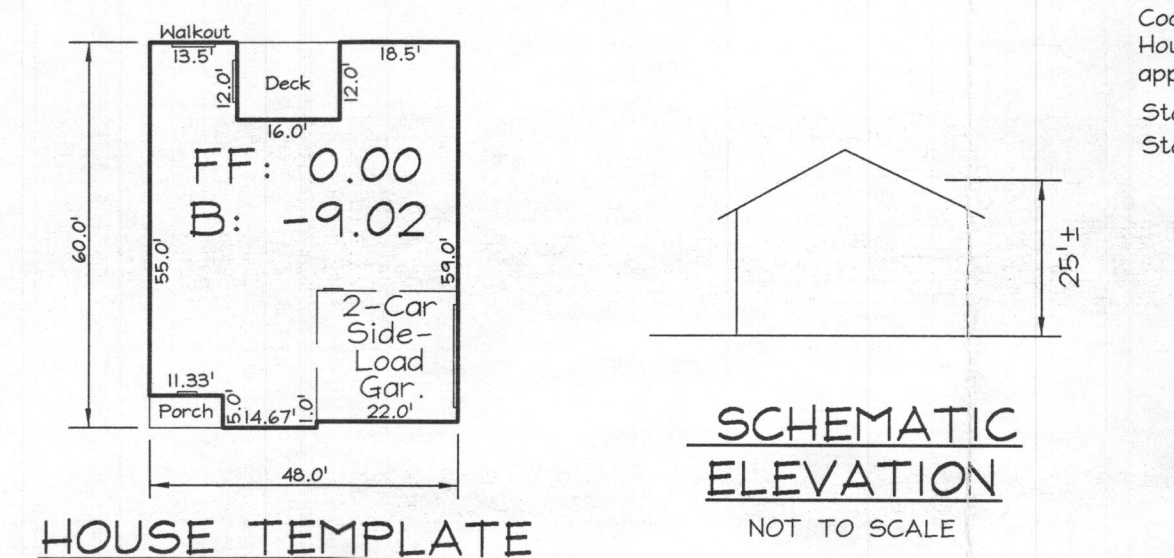 Walkout
13.5'
18.5'
12.0'
Deck
12.0'
16.0'
FF: 0.00
B: -9.02
60.0'
55.0'
59.0'
2-Car
Side-
Load
Gar.
22.0'
11.33'
Porch
5.0'
14.67'
1.0'
48.0'
HOUSE TEMPLATE
25'±
SCHEMATIC
ELEVATION
NOT TO SCALE